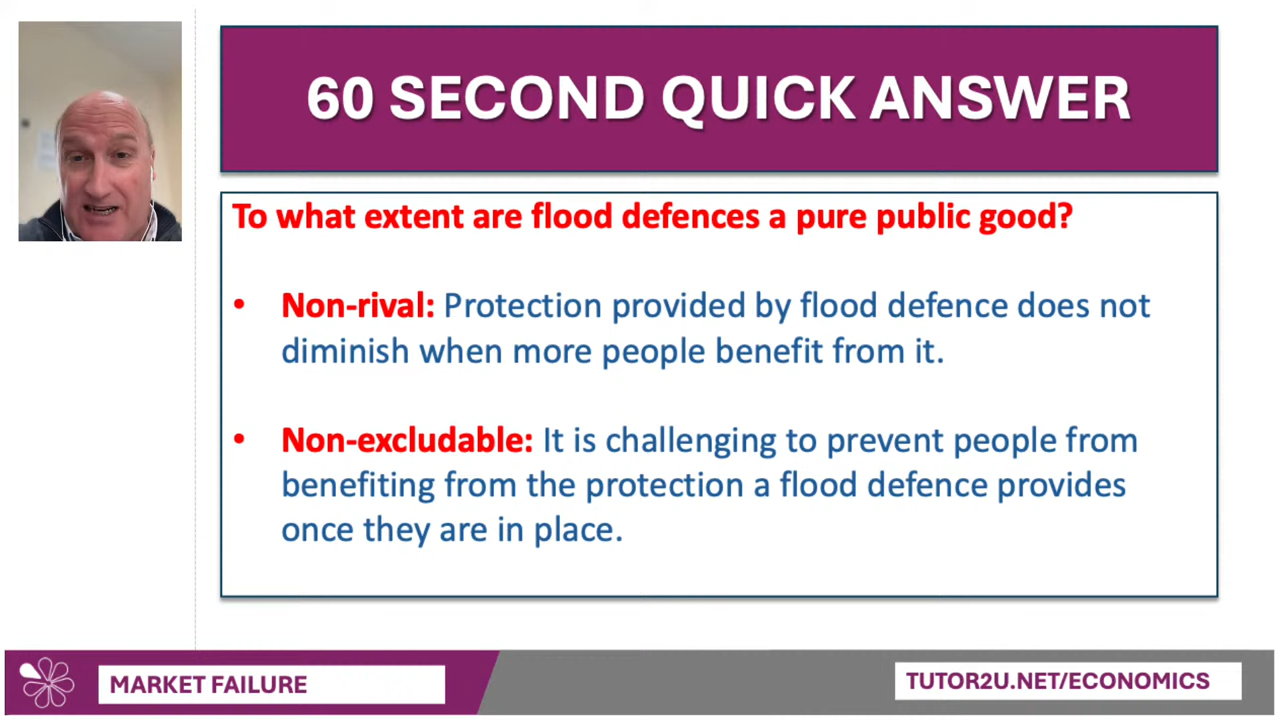 60 SECOND QUICK ANSWER
To what extent are flood defences a pure public good?
• Non-rival: Protection provided by flood defence does not
diminish when more people benefit from it.
• Non-excludable: It is challenging to prevent people from
benefiting from the protection a flood defence provides
once they are in place.
MARKET FAILURE
TUTOR2U.NET/ECONOMICS